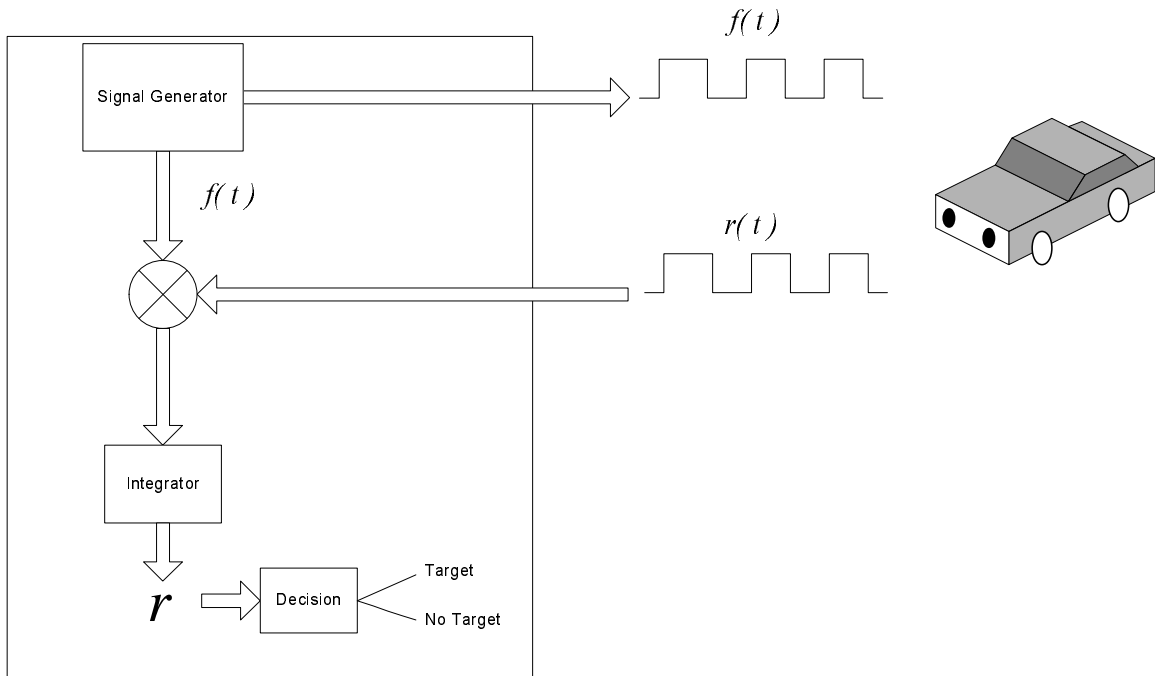 f(t)
Signal Generator
f(t)
r(t)
Integrator
r
Decision
Target
No Target